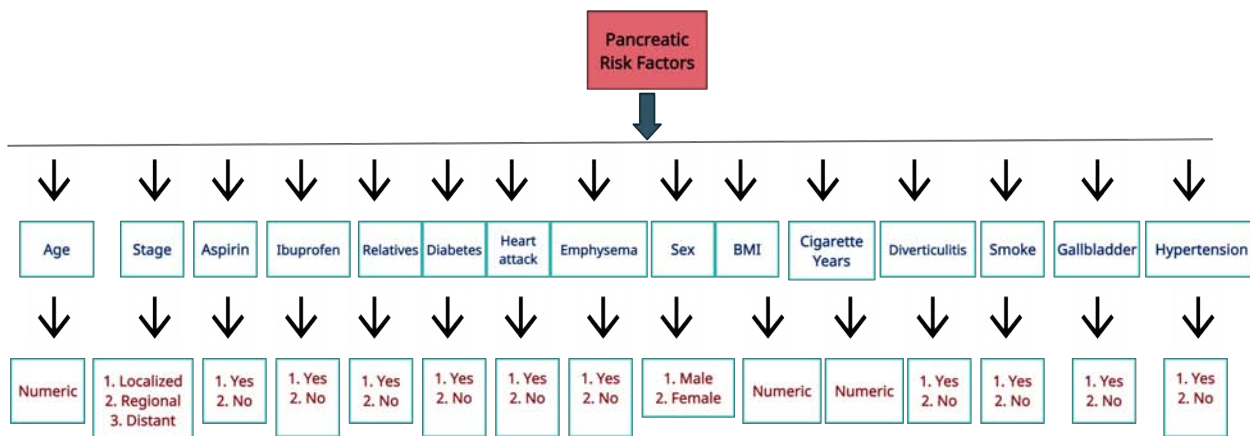 Pancreatic
Risk Factors
Age
Stage
Aspirin
Ibuprofen
Relatives
Diabetes
Heart
attack
Emphysema
Sex
BMI
Cigarette
Years
Diverticulitis
Smoke
Gallbladder
Hypertension
Numeric
1. Localized
2. Regional
3. Distant
1. Yes
2. No
1. Yes
2. No
1. Yes
2. No
1. Yes
2. No
1. Yes
2. No
1. Yes
2. No
1. Male
2. Female
Numeric
Numeric
1. Yes
2. No
1. Yes
2. No
1. Yes
2. No
1. Yes
2. No